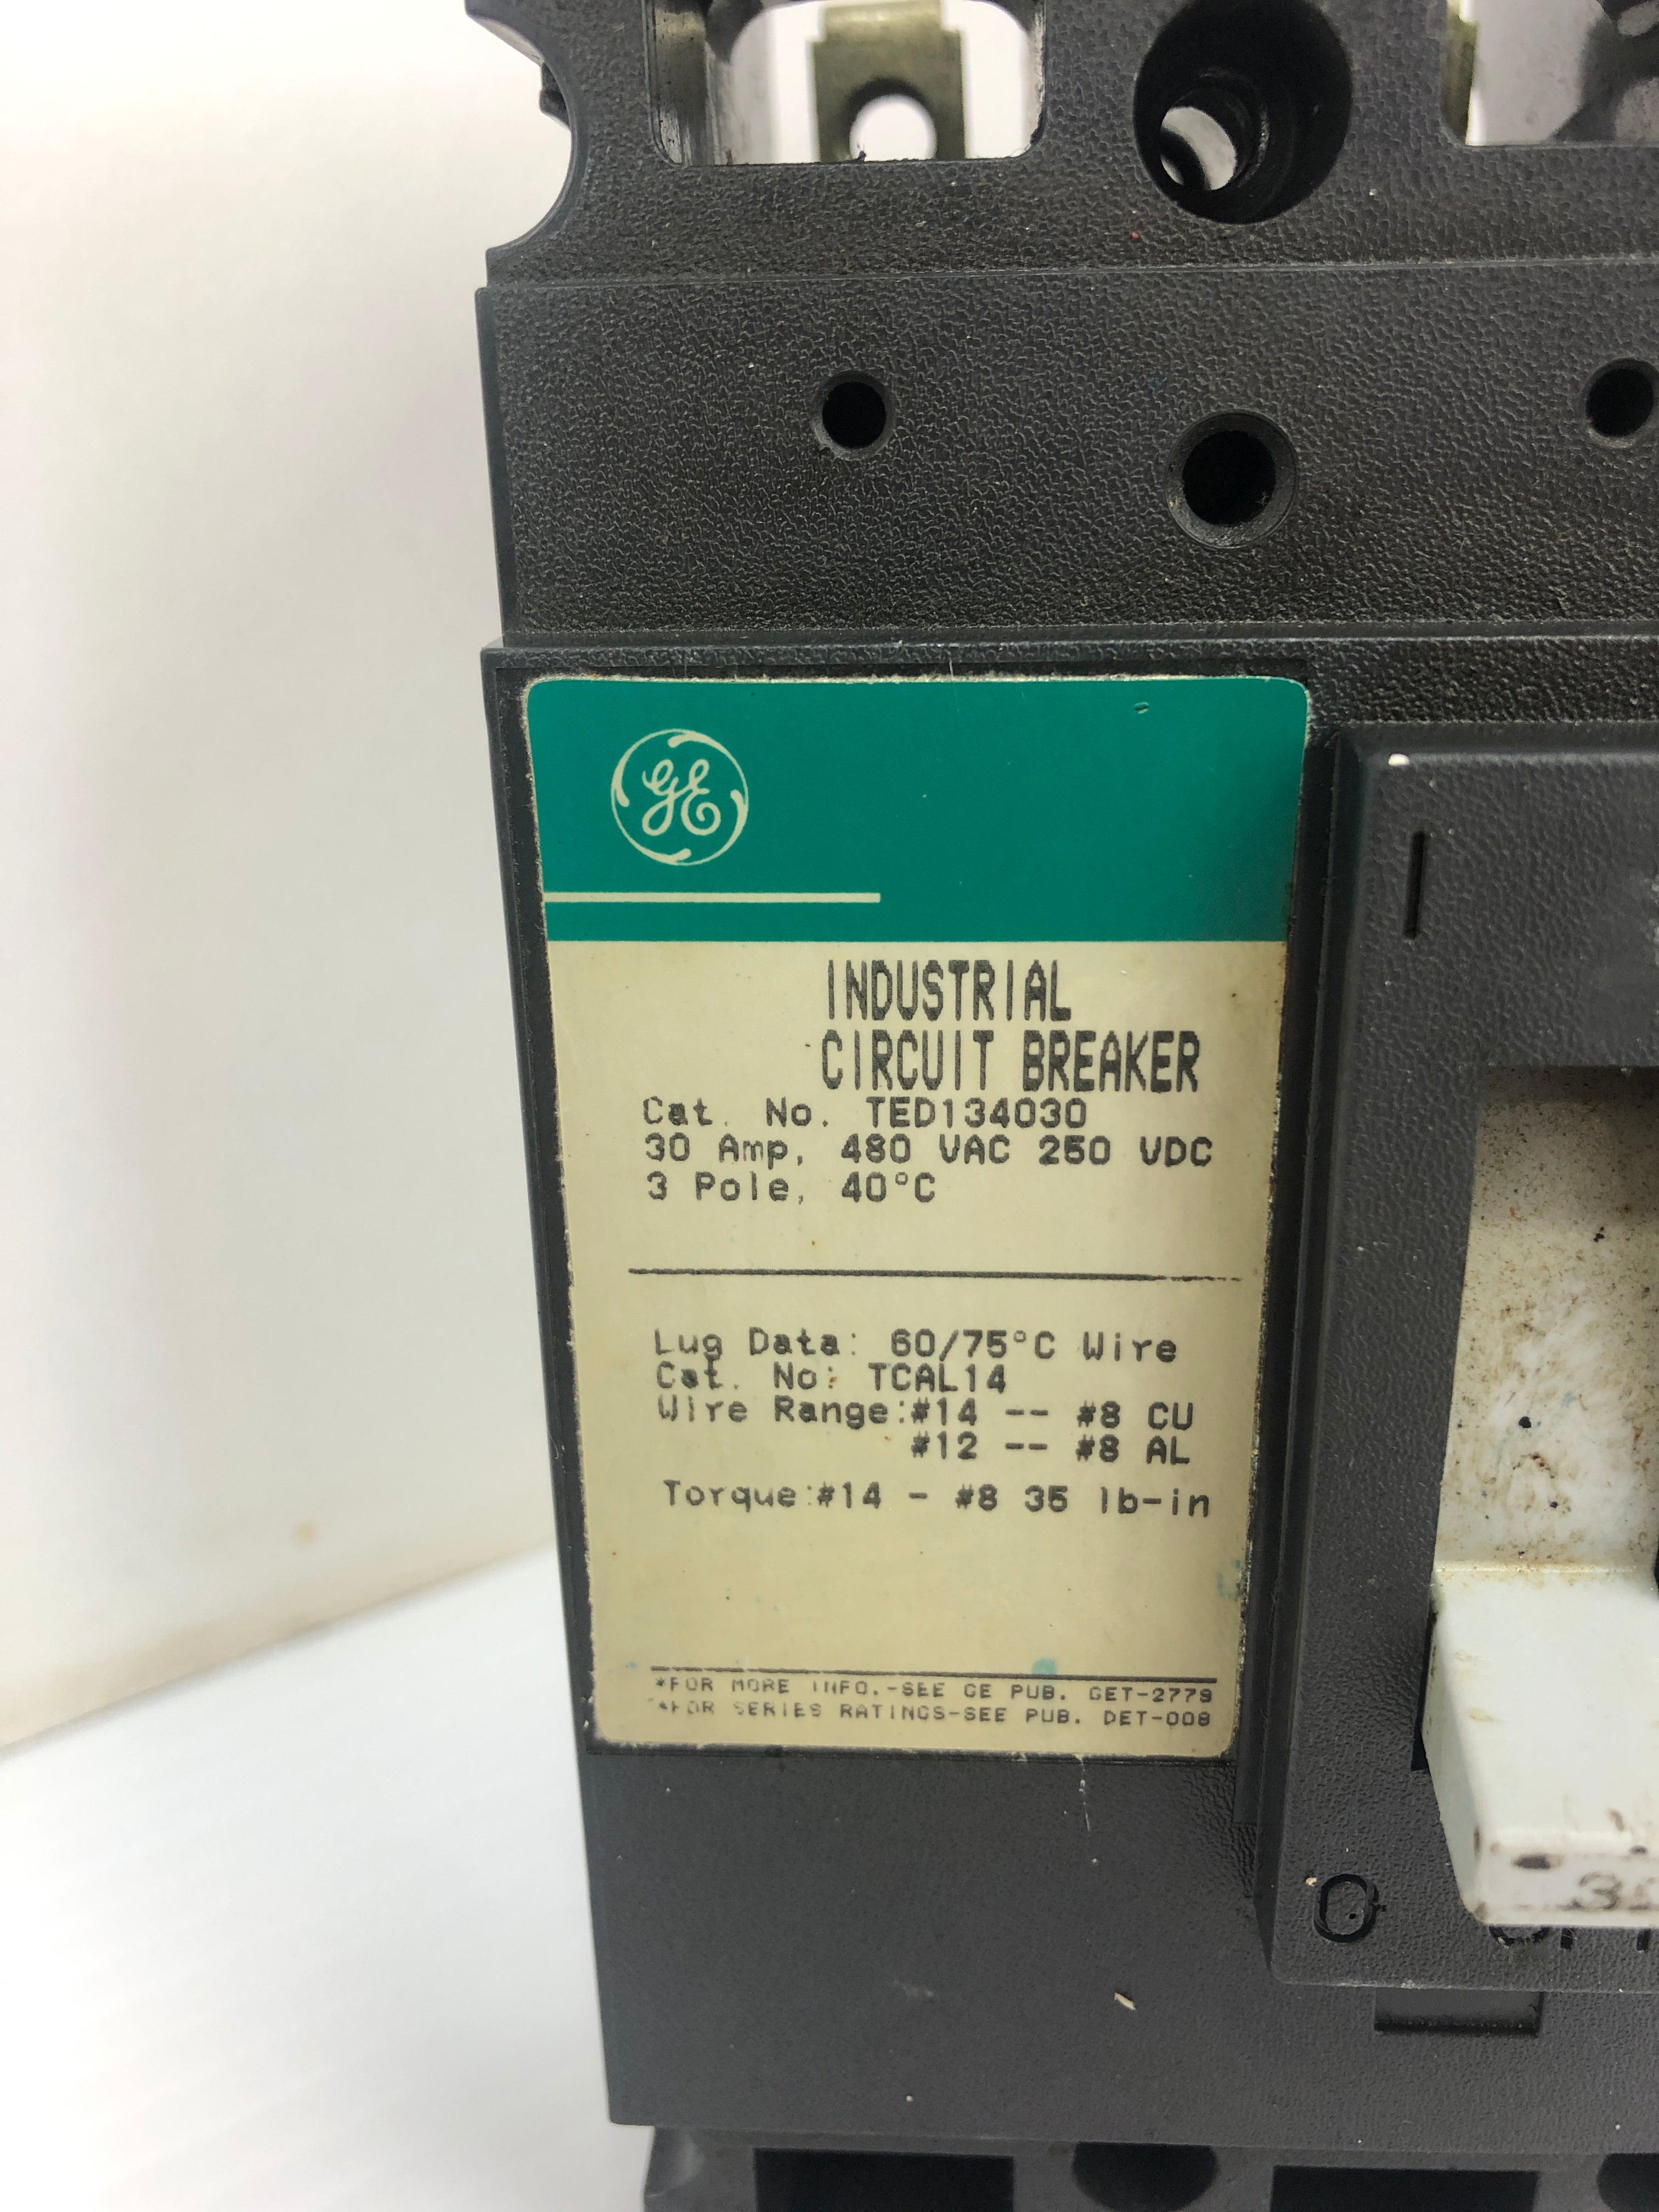 GE
INDUSTRIAL
CIRCUIT BREAKER
Cat. No. TED134030
30 Amp, 480 VAC 250 VDC
3 Pole, 40°C
Lug Data: 60/75°C Wire
Cat. No: TCAL14
Wire Range:#14 -- #8 CU
#12 -- #8 AL
Torque:#14 - #8 35 lb-in
*FOR MORE INFO.-SEE GE PUB. GET-2779
*FOR SERIES RATINGS-SEE PUB. DET-008
I
O